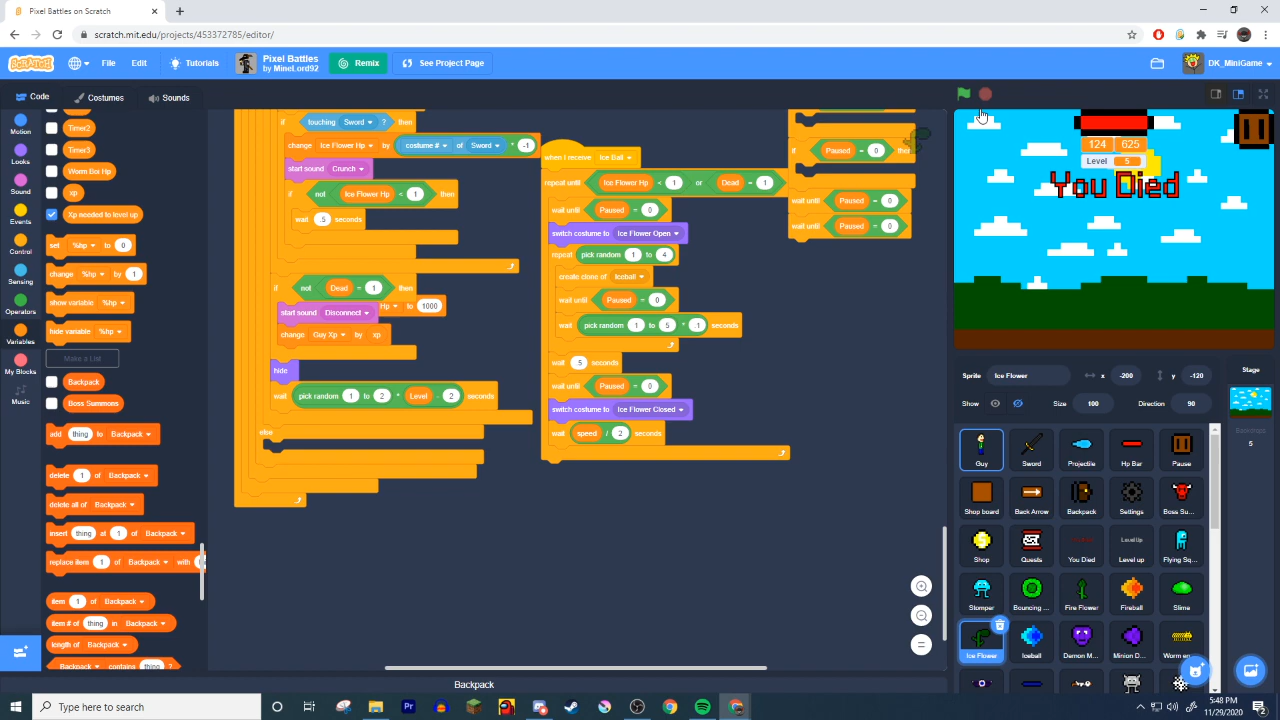 Pixel Battles on Scratch
scratch.mit.edu/projects/453372785/editor/
SCRATCH
File
Edit
Tutorials
Pixel Battles
by MineLord92
Remix
See Project Page
DK_MiniGame
Code
Costumes
Sounds
Motion
Looks
Sound
Events
Control
Sensing
Operators
Variables
My Blocks
Music
Timer2
Timer3
Worm Boi Hp
xp
Xp needed to level up
set %hp to 0
change %hp by 1
show variable %hp
hide variable %hp
Make a List
Backpack
Boss Summons
add thing to Backpack
delete 1 of Backpack
delete all of Backpack
insert thing at 1 of Backpack
replace item 1 of Backpack with
item 1 of Backpack
item # of thing in Backpack
length of Backpack
Backpack contains thing ?
if touching Sword ? then
change Ice Flower Hp by costume # of Sword * -1
start sound Crunch
if not Ice Flower Hp < 1 then
wait .5 seconds
if not Dead = 1 then
start sound Disconnect
Hp to 1000
change Guy Xp by xp
hide
wait pick random 1 to 2 * Level - 2 seconds
else
when I receive Ice Ball
repeat until Ice Flower Hp < 1 or Dead = 1
wait until Paused = 0
switch costume to Ice Flower Open
repeat pick random 1 to 4
create clone of Iceball
wait until Paused = 0
wait pick random 1 to 5 * .1 seconds
wait .5 seconds
wait until Paused = 0
switch costume to Ice Flower Closed
wait speed / 2 seconds
if Paused = 0 then
wait until Paused = 0
wait until Paused = 0
124 625
Level 5
You Died
Sprite Ice Flower x -200 y -120
Show Size 100 Direction 90
Stage
Backdrops
5
Guy
Sword
Projectile
Hp Bar
Pause
Shop board
Back Arrow
Backpack
Settings
Boss Su...
Shop
Quests
You Died
Level Up
Level up
Flying Sq...
Stomper
Bouncing ...
Fire Flower
Fireball
Slime
Ice Flower
Iceball
Demon M...
Minion D...
Worm en...
Backpack
Type here to search
5:48 PM
11/29/2020